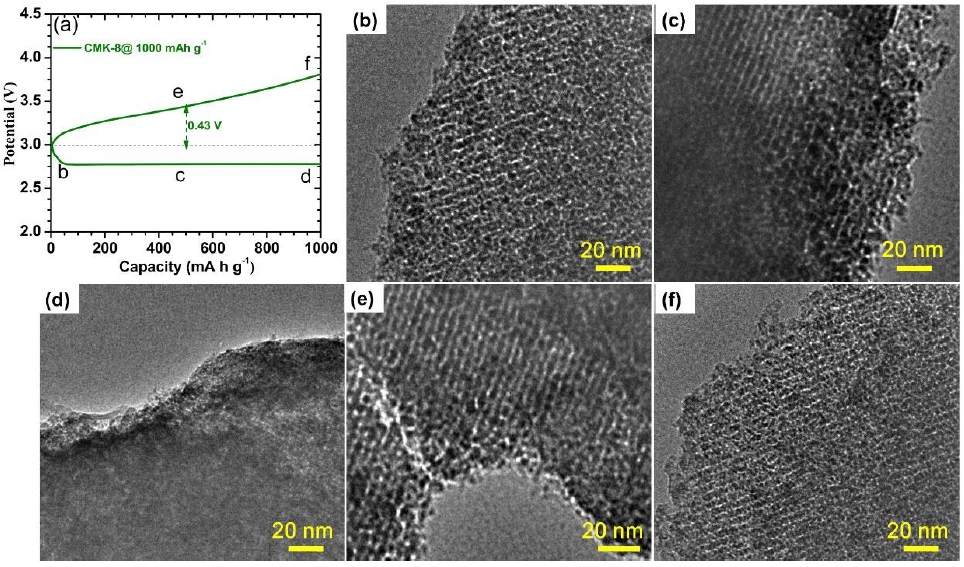 (a)
CMK-8@ 1000 mAh g⁻¹
4.5
4.0
3.5
3.0
2.5
2.0
Potential (V)
f
e
0.43 V
b
c
d
0 200 400 600 800 1000
Capacity (mA h g⁻¹)
(b)
20 nm
(c)
20 nm
(d)
20 nm
(e)
20 nm
(f)
20 nm